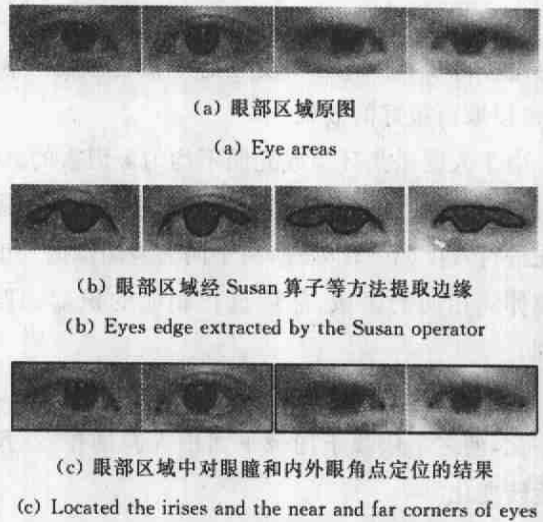 (a) 眼部区域原图
(a) Eye areas
(b) 眼部区域经 Susan 算子等方法提取边缘
(b) Eyes edge extracted by the Susan operator
(c) 眼部区域中对眼瞳和内外眼角点定位的结果
(c) Located the irises and the near and far corners of eyes